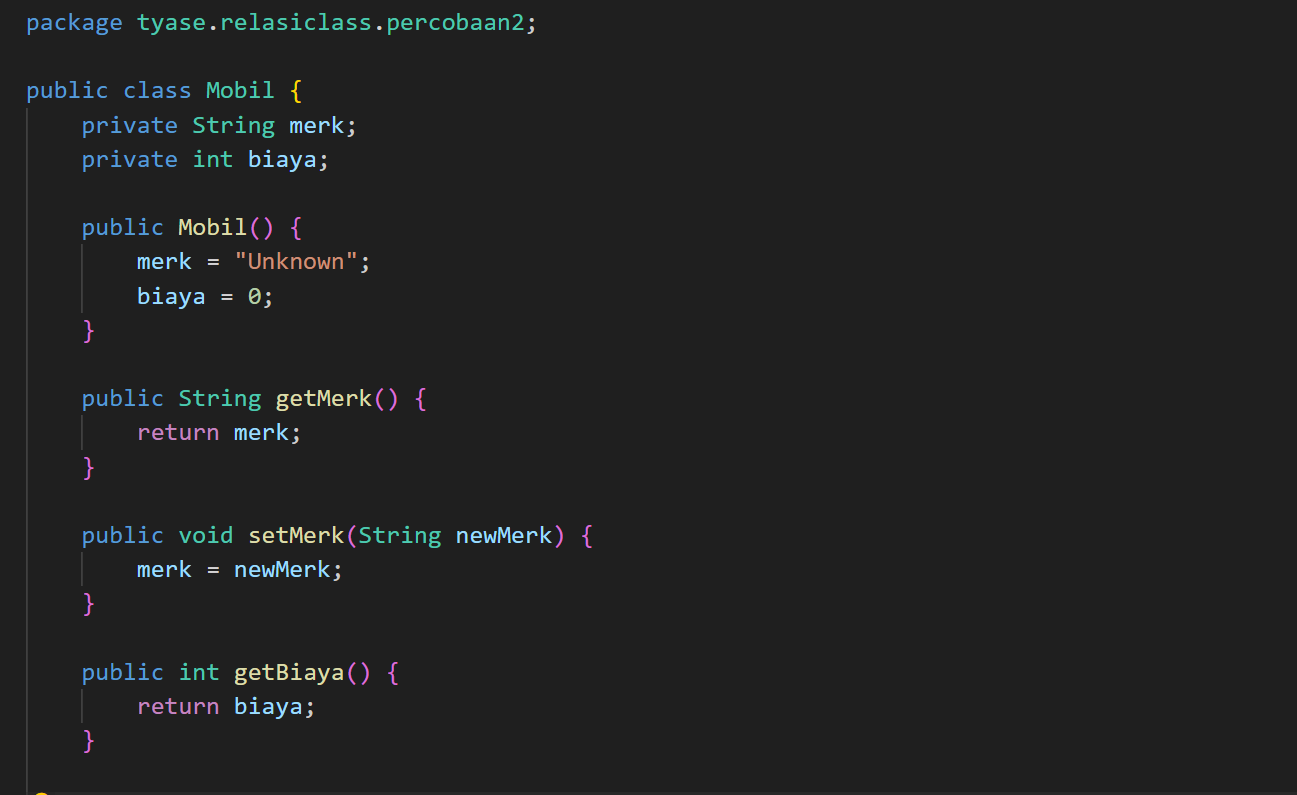 package tyase.relasiclass.percobaan2;
public class Mobil {
private String merk;
private int biaya;
public Mobil() {
merk = "Unknown";
biaya = 0;
}
public String getMerk() {
return merk;
}
public void setMerk(String newMerk) {
merk = newMerk;
}
public int getBiaya() {
return biaya;
}